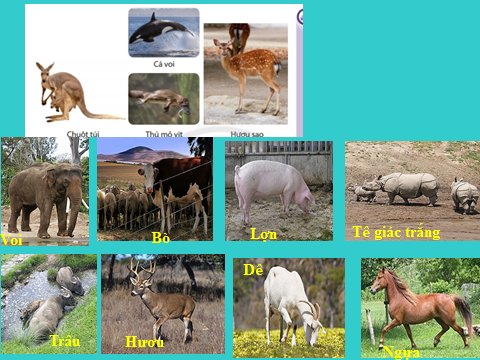 Cá voi
Chuột túi
Thú mỏ vịt
Hươu sao
Voi
Bò
Lợn
Tê giác trắng
Trâu
Hươu
Dê
Ngựa